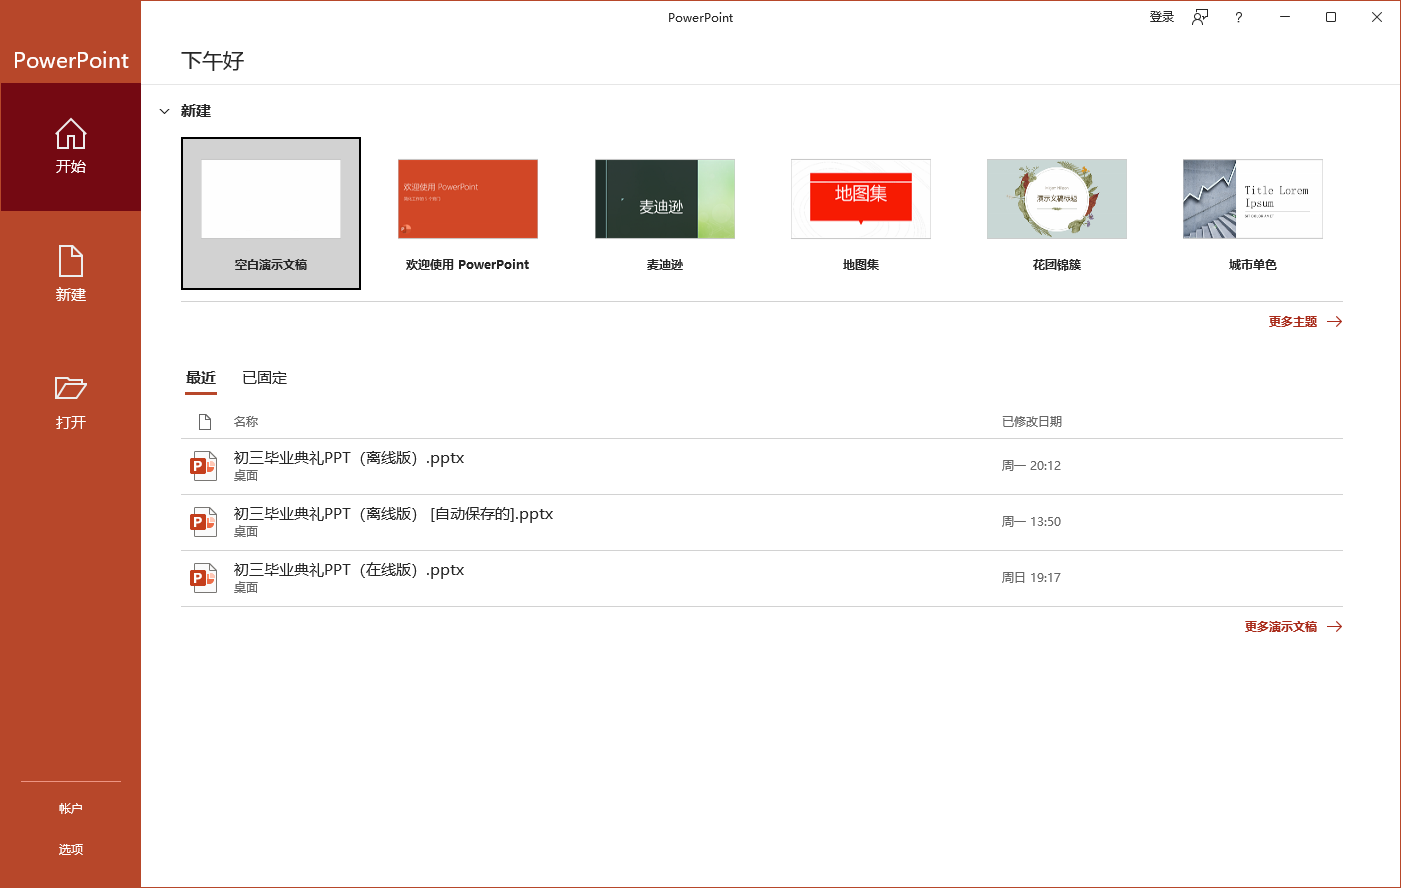 PowerPoint
登录
?
PowerPoint
下午好
开始
新建
打开
帐户
选项
新建
欢迎使用 PowerPoint
麦迪逊
地图集
演示文稿标题
Title Lorem
Ipsum
空白演示文稿
欢迎使用 PowerPoint
麦迪逊
地图集
花团锦簇
城市单色
更多主题
最近
已固定
名称
已修改日期
初三毕业典礼PPT（离线版）.pptx
桌面
周一 20:12
初三毕业典礼PPT（离线版） [自动保存的].pptx
桌面
周一 13:50
初三毕业典礼PPT（在线版）.pptx
桌面
周日 19:17
更多演示文稿